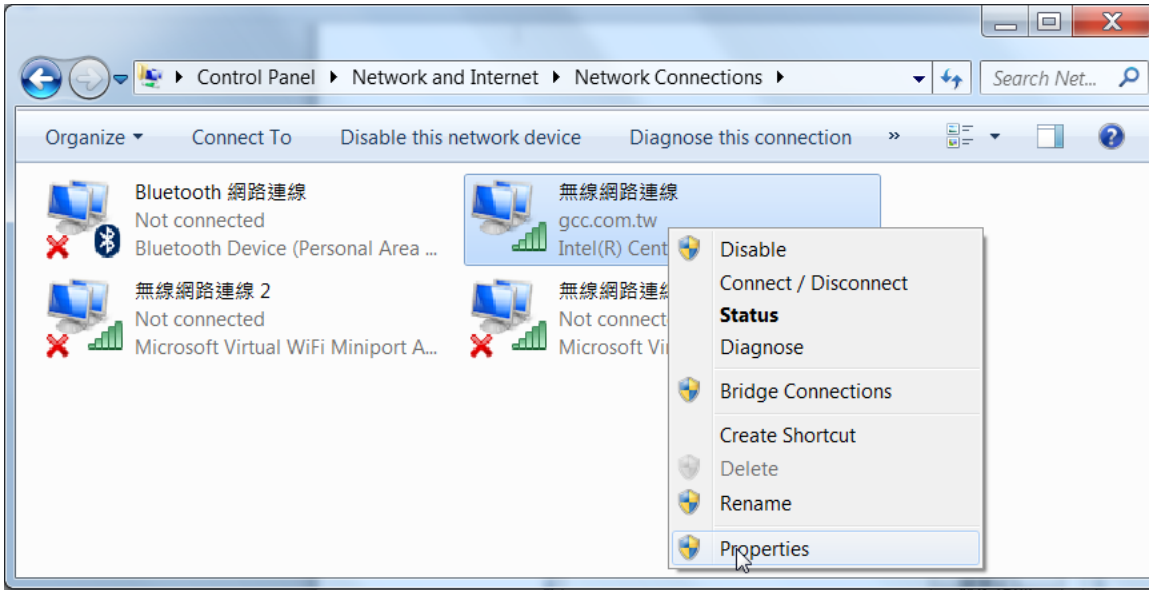 Control Panel Network and Internet Network Connections
Search Net...
Organize Connect To Disable this network device Diagnose this connection »
Bluetooth 網路連線
Not connected
Bluetooth Device (Personal Area ...
無線網路連線
gcc.com.tw
Intel(R) Cent
無線網路連線 2
Not connected
Microsoft Virtual WiFi Miniport A...
無線網路連線
Not connect
Microsoft Vi
Disable
Connect / Disconnect
Status
Diagnose
Bridge Connections
Create Shortcut
Delete
Rename
Properties